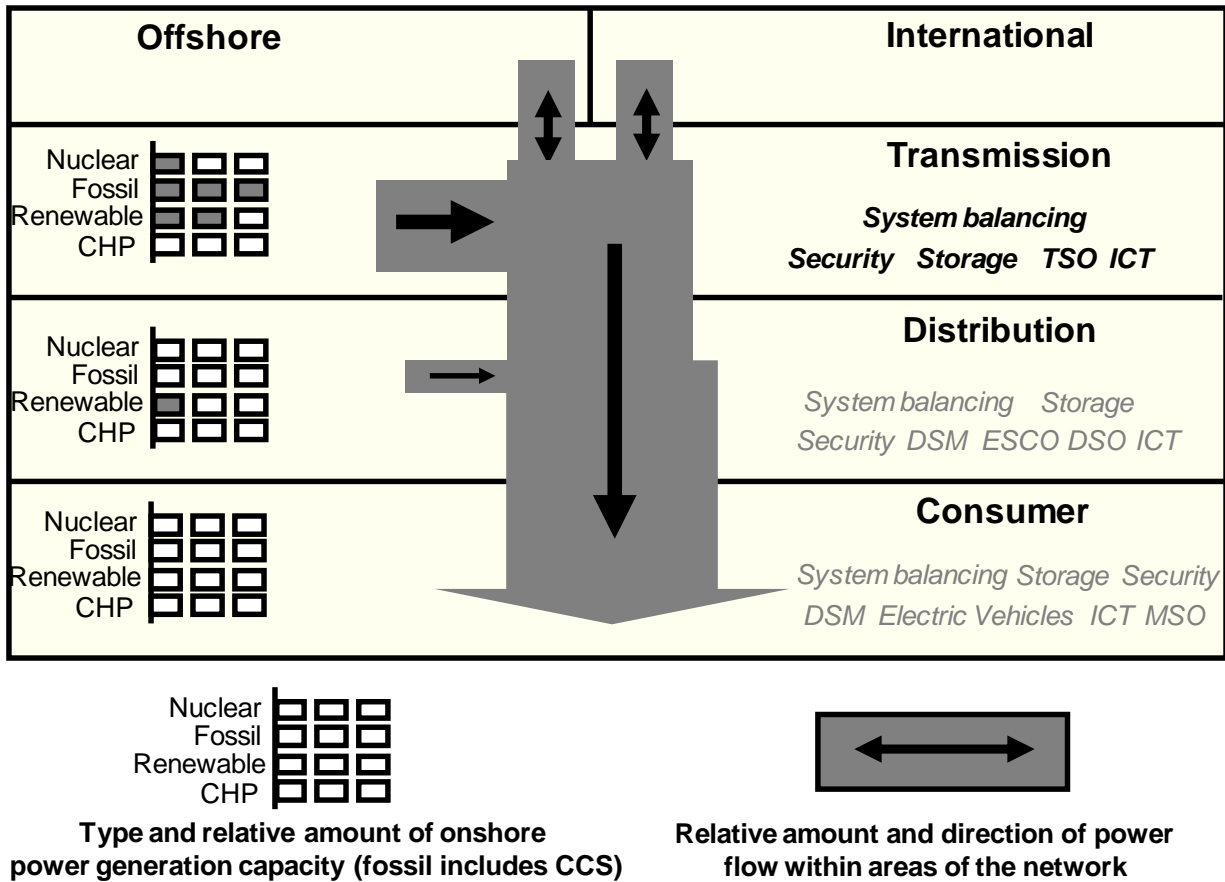 Offshore
International
Nuclear
Fossil
Renewable
CHP
Transmission
System balancing
Security Storage TSO ICT
Nuclear
Fossil
Renewable
CHP
Distribution
System balancing Storage
Security DSM ESCO DSO ICT
Nuclear
Fossil
Renewable
CHP
Consumer
System balancing Storage Security
DSM Electric Vehicles ICT MSO
Nuclear
Fossil
Renewable
CHP
Type and relative amount of onshore
power generation capacity (fossil includes CCS)
Relative amount and direction of power
flow within areas of the network